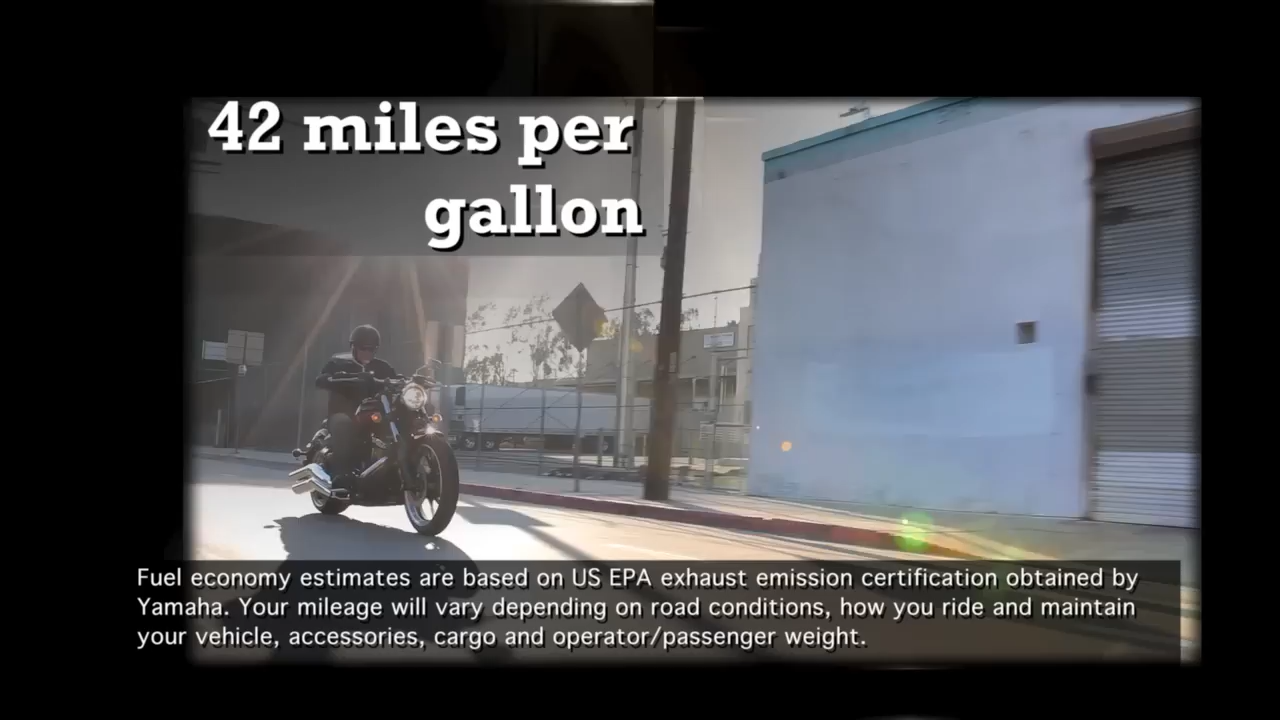 42 miles per
gallon
Fuel economy estimates are based on US EPA exhaust emission certification obtained by
Yamaha. Your mileage will vary depending on road conditions, how you ride and maintain
your vehicle, accessories, cargo and operator/passenger weight.